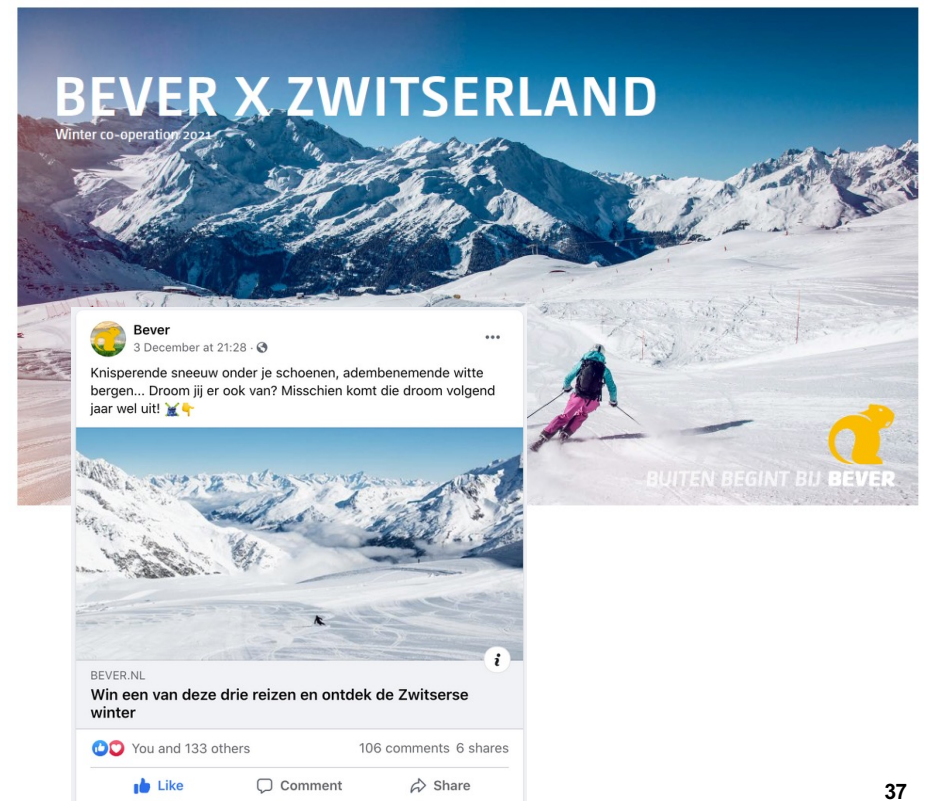 BEVER X ZWITSERLAND
Winter co-operation 2021
Bever
3 December at 21:28 ·
Knisperende sneeuw onder je schoenen, adembenemende witte
bergen... Droom jij er ook van? Misschien komt die droom volgend
jaar wel uit!
BUITEN BEGINT BIJ BEVER
BEVER.NL
Win een van deze drie reizen en ontdek de Zwitserse
winter
You and 133 others 106 comments 6 shares
Like Comment Share
37